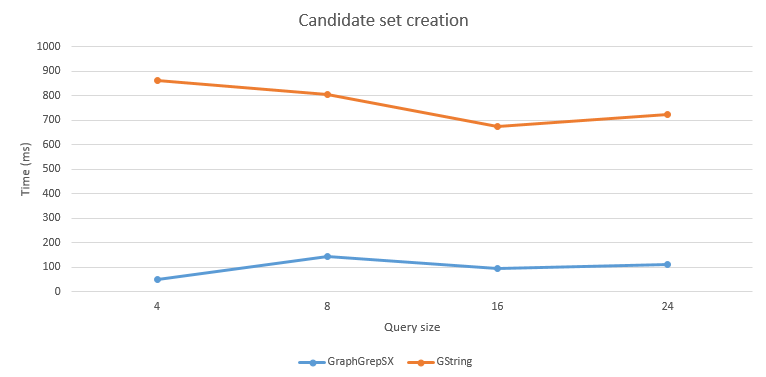 Candidate set creation
1000
900
800
700
600
500
400
300
200
100
0
Time (ms)
4 8 16 24
Query size
GraphGrepSX GString